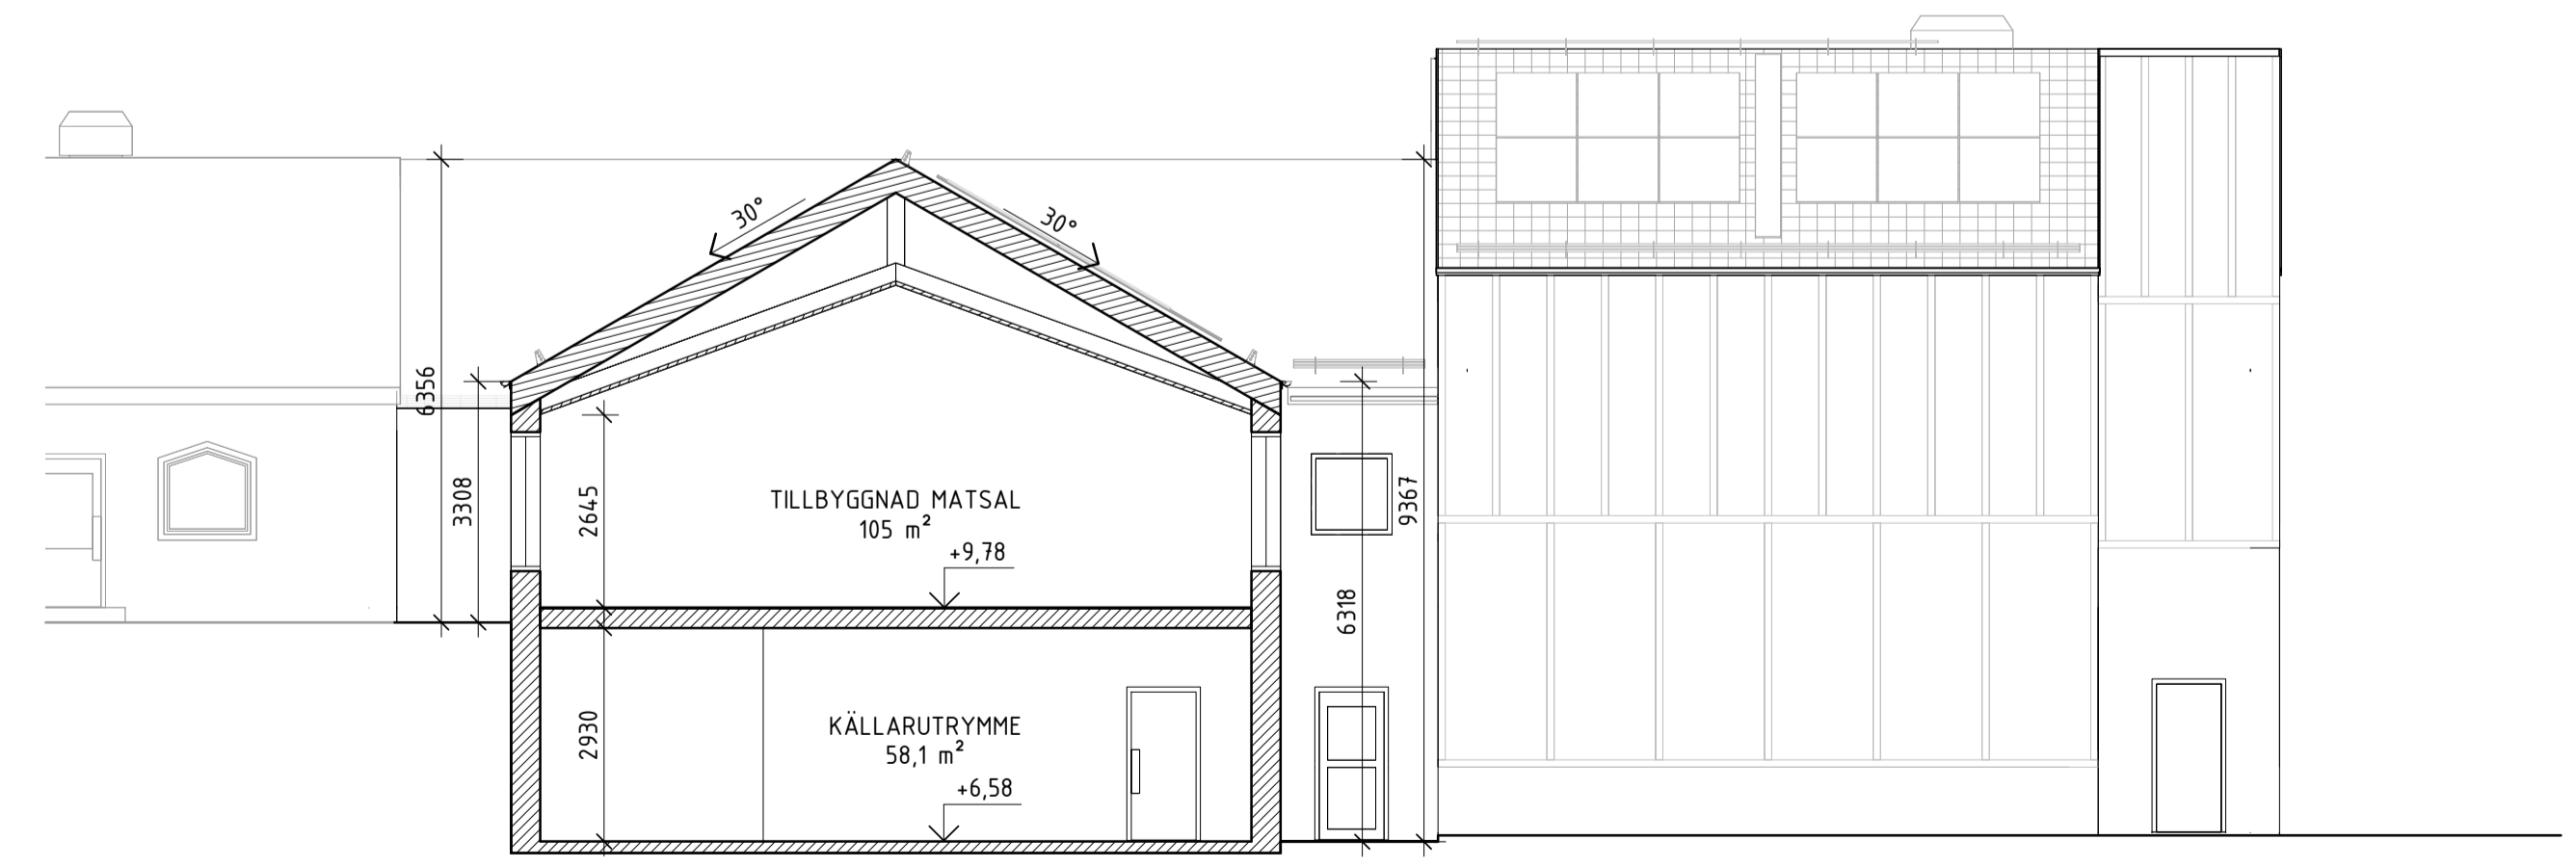 30°
30°
6356
3308
2645
TILLBYGGNAD MATSAL
105 m²
+9,78
9367
6318
2930
KÄLLARUTRYMME
58,1 m²
+6,58